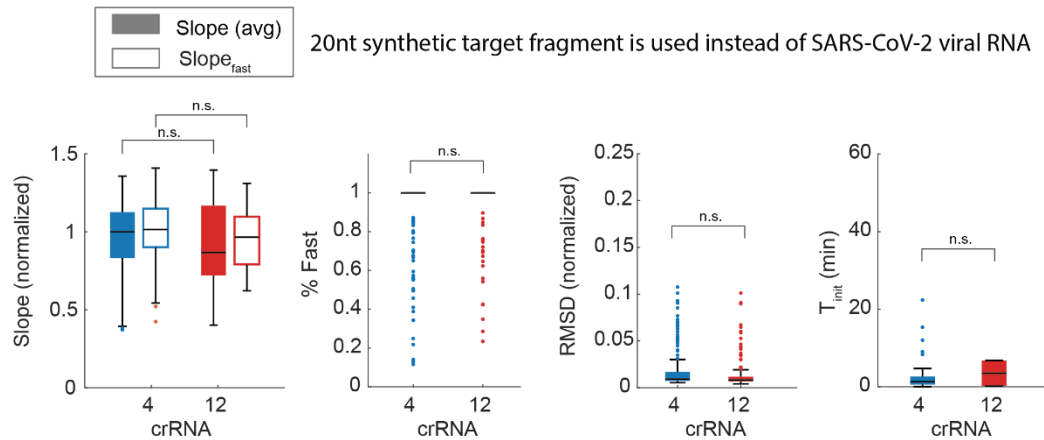 Slope (avg)
Slope_fast
20nt synthetic target fragment is used instead of SARS-CoV-2 viral RNA
n.s.
n.s.
Slope (normalized)
1.5
1
0.5
0
4
12
crRNA
n.s.
% Fast
1
0.8
0.6
0.4
0.2
0
4
12
crRNA
n.s.
RMSD (normalized)
0.25
0.2
0.15
0.1
0.05
0
4
12
crRNA
n.s.
T_init (min)
60
40
20
0
4
12
crRNA